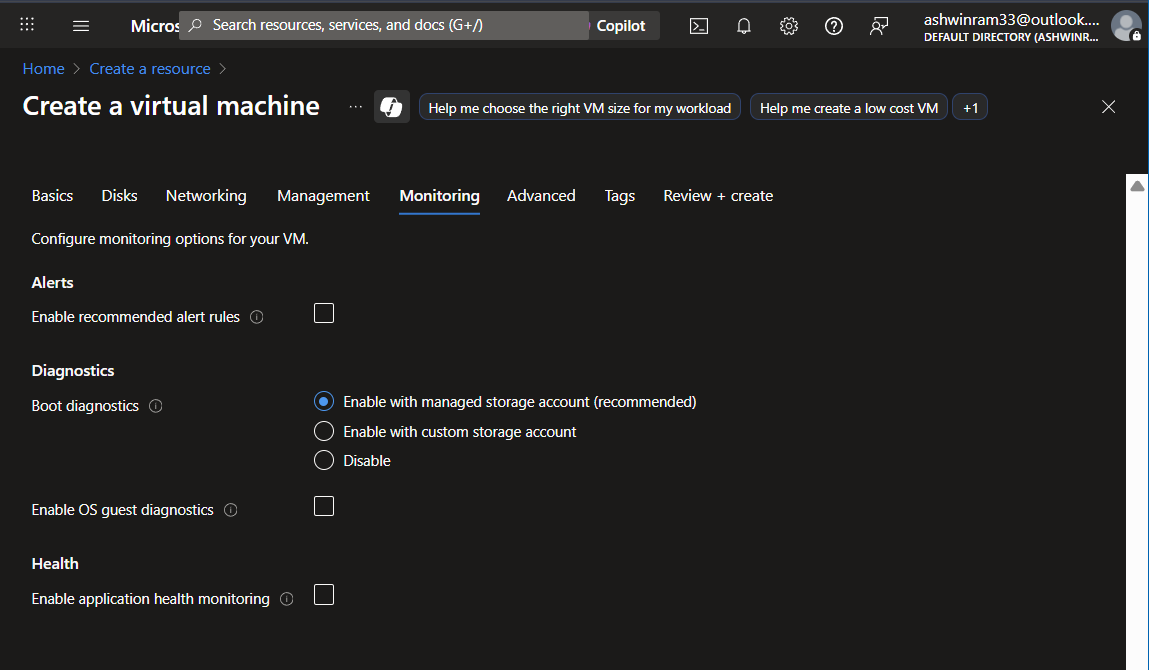 Micros
Search resources, services, and docs (G+/)
Copilot
ashwinram33@outlook....
DEFAULT DIRECTORY (ASHWINR...
Home > Create a resource >
Create a virtual machine
...
Help me choose the right VM size for my workload
Help me create a low cost VM
+1
Basics Disks Networking Management Monitoring Advanced Tags Review + create
Configure monitoring options for your VM.
Alerts
Enable recommended alert rules
Diagnostics
Boot diagnostics
Enable with managed storage account (recommended)
Enable with custom storage account
Disable
Enable OS guest diagnostics
Health
Enable application health monitoring